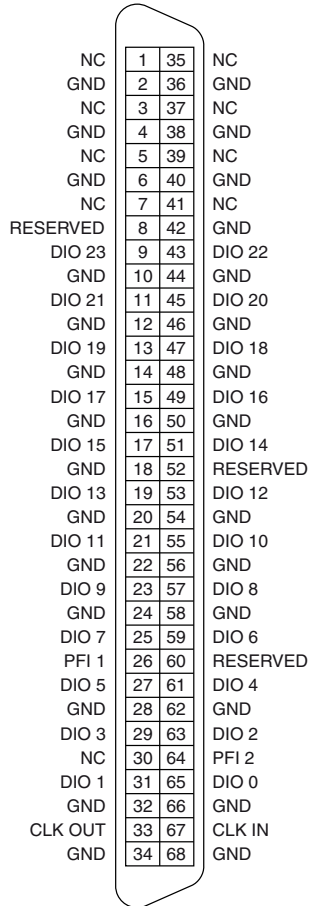 NC 1 35 NC
GND 2 36 GND
NC 3 37 NC
GND 4 38 GND
NC 5 39 NC
GND 6 40 GND
NC 7 41 NC
RESERVED 8 42 GND
DIO 23 9 43 DIO 22
GND 10 44 GND
DIO 21 11 45 DIO 20
GND 12 46 GND
DIO 19 13 47 DIO 18
GND 14 48 GND
DIO 17 15 49 DIO 16
GND 16 50 GND
DIO 15 17 51 DIO 14
GND 18 52 RESERVED
DIO 13 19 53 DIO 12
GND 20 54 GND
DIO 11 21 55 DIO 10
GND 22 56 GND
DIO 9 23 57 DIO 8
GND 24 58 GND
DIO 7 25 59 DIO 6
PFI 1 26 60 RESERVED
DIO 5 27 61 DIO 4
GND 28 62 GND
DIO 3 29 63 DIO 2
NC 30 64 PFI 2
DIO 1 31 65 DIO 0
GND 32 66 GND
CLK OUT 33 67 CLK IN
GND 34 68 GND